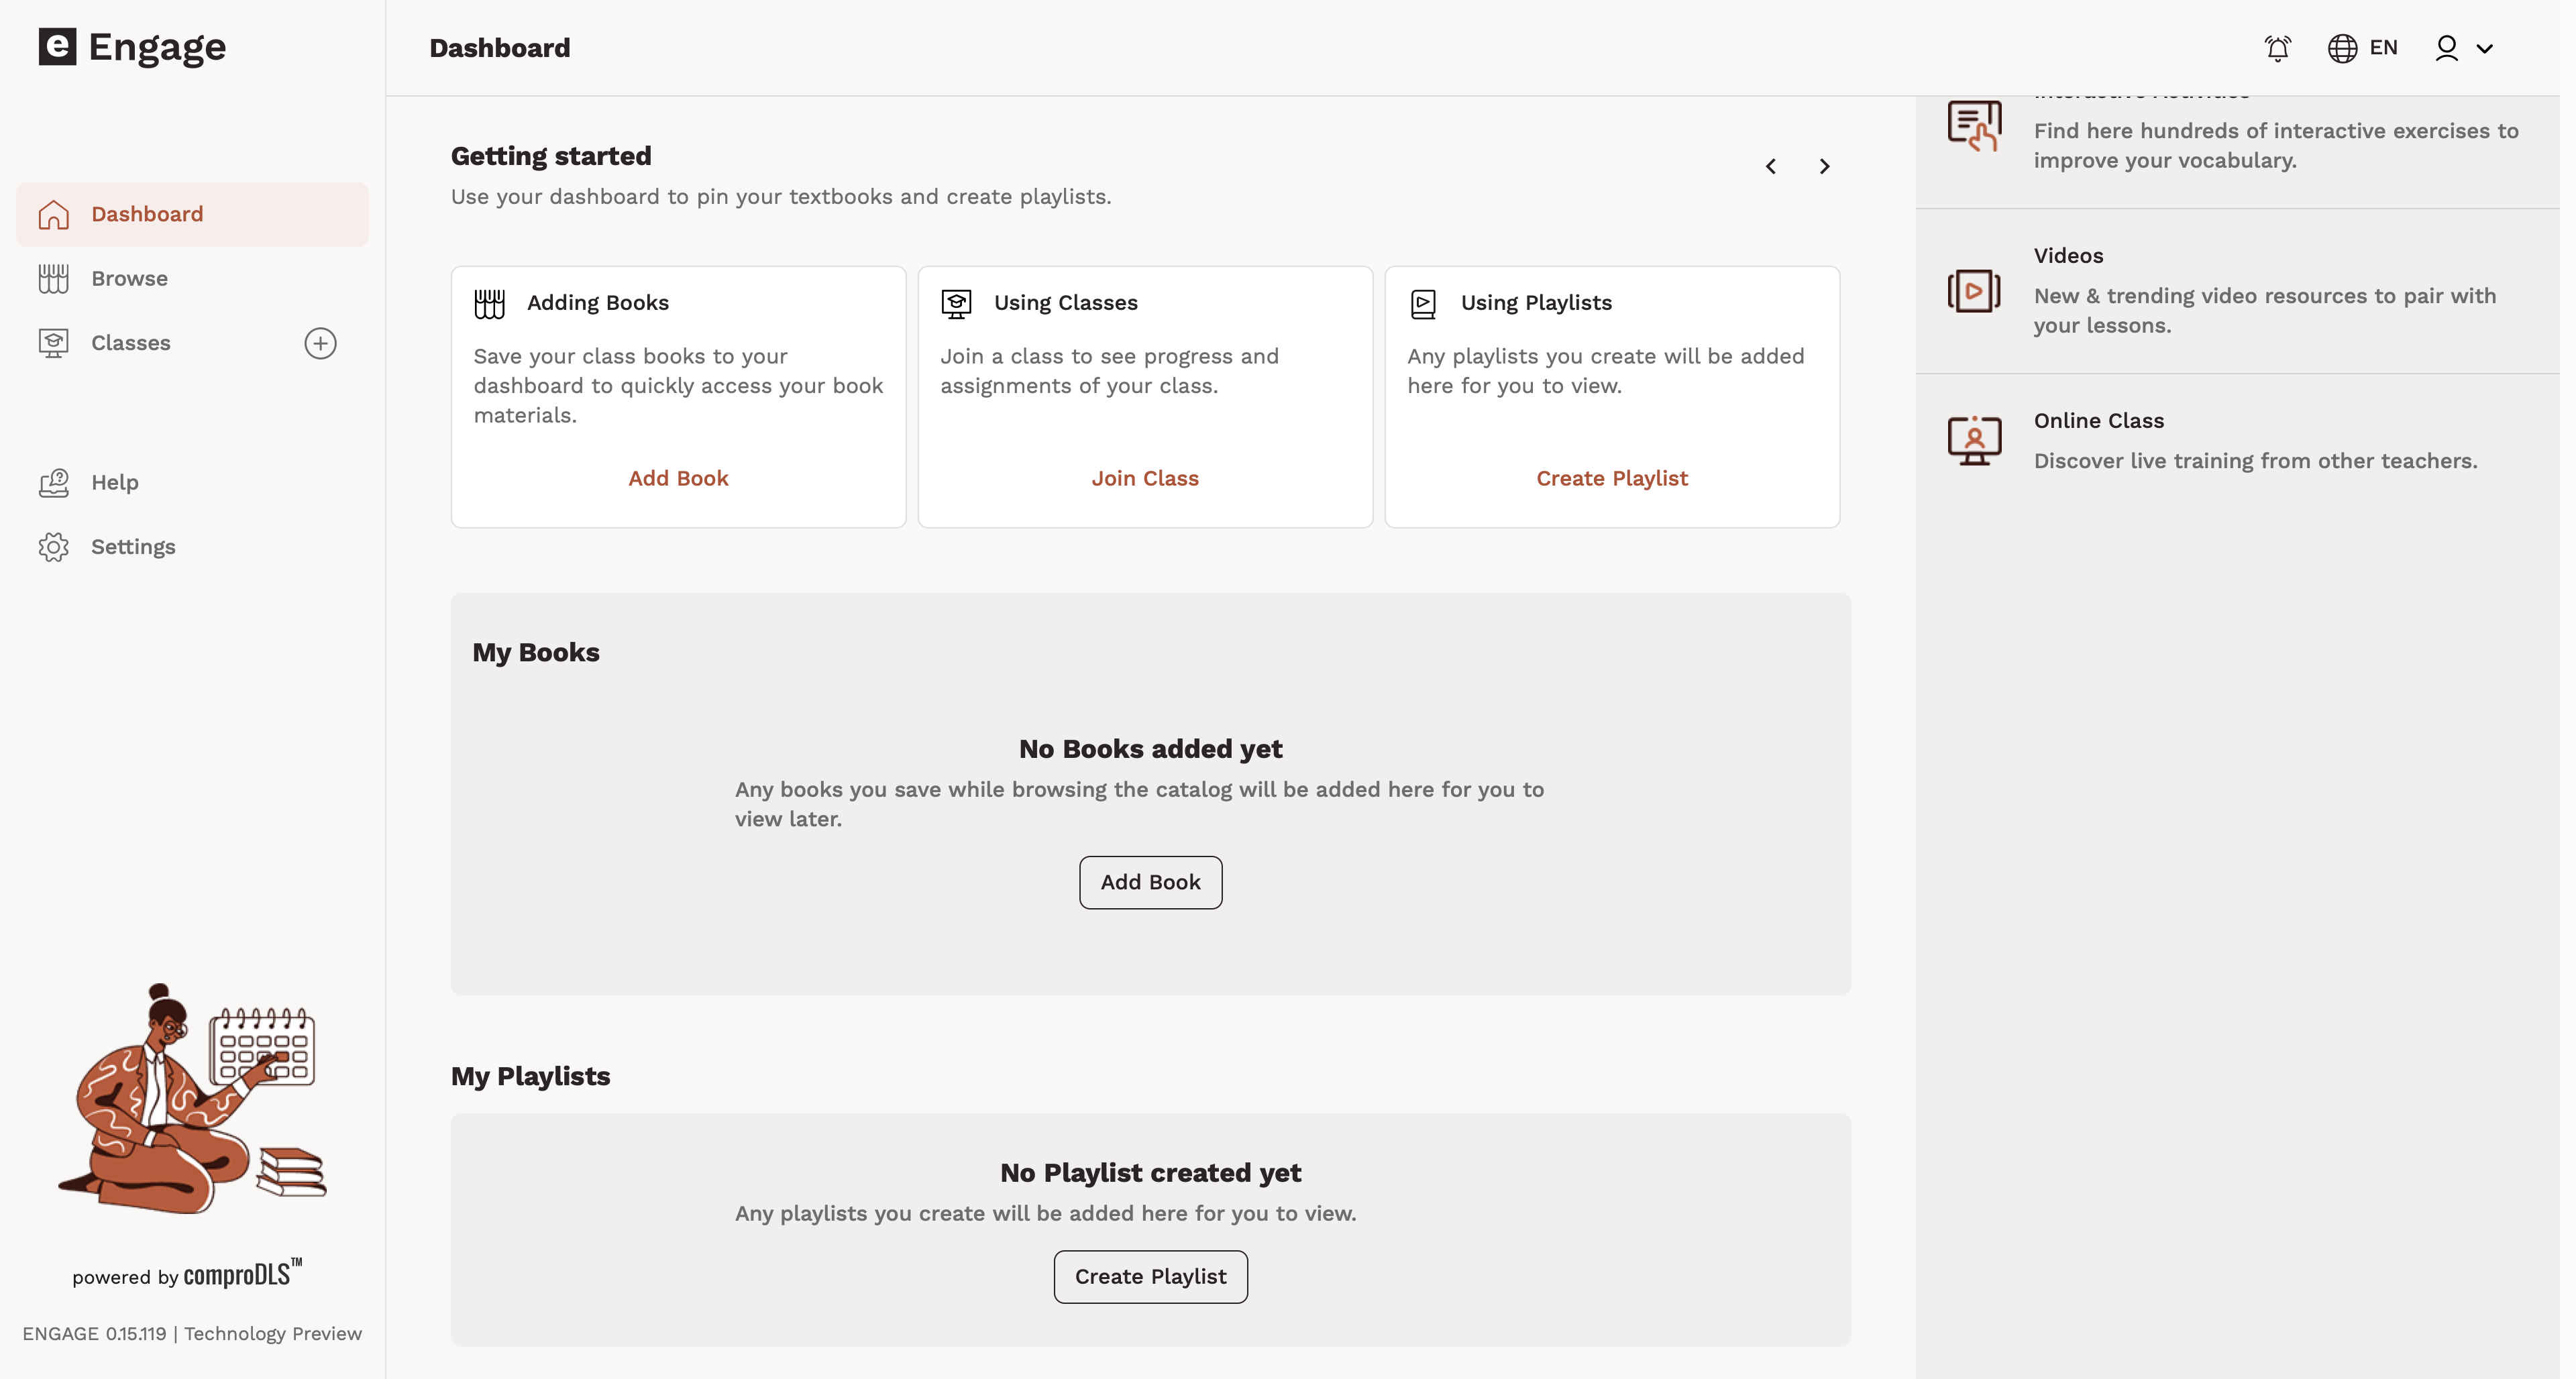 e Engage
Dashboard
EN
Dashboard
Browse
Classes
Help
Settings
powered by comproDLS™
ENGAGE 0.15.119 | Technology Preview
Getting started
Use your dashboard to pin your textbooks and create playlists.
Adding Books
Save your class books to your
dashboard to quickly access your book
materials.
Add Book
Using Classes
Join a class to see progress and
assignments of your class.
Join Class
Using Playlists
Any playlists you create will be added
here for you to view.
Create Playlist
My Books
No Books added yet
Any books you save while browsing the catalog will be added here for you to
view later.
Add Book
My Playlists
No Playlist created yet
Any playlists you create will be added here for you to view.
Create Playlist
Find here hundreds of interactive exercises to
improve your vocabulary.
Videos
New & trending video resources to pair with
your lessons.
Online Class
Discover live training from other teachers.